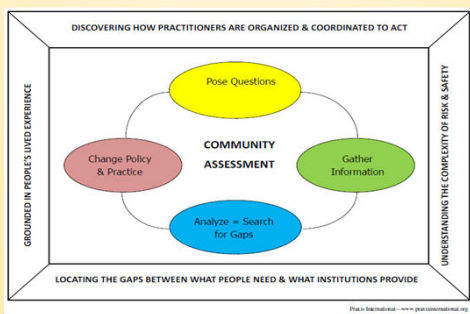 DISCOVERING HOW PRACTITIONERS ARE ORGANIZED & COORDINATED TO ACT
GROUNDED IN PEOPLE'S LIVED EXPERIENCE
Pose Questions
COMMUNITY
ASSESSMENT
Change Policy
& Practice
Gather
Information
Analyze = Search
for Gaps
UNDERSTANDING THE COMPLEXITY OF RISK & SAFETY
LOCATING THE GAPS BETWEEN WHAT PEOPLE NEED & WHAT INSTITUTIONS PROVIDE
Praxis International—www.praxisinternational.org